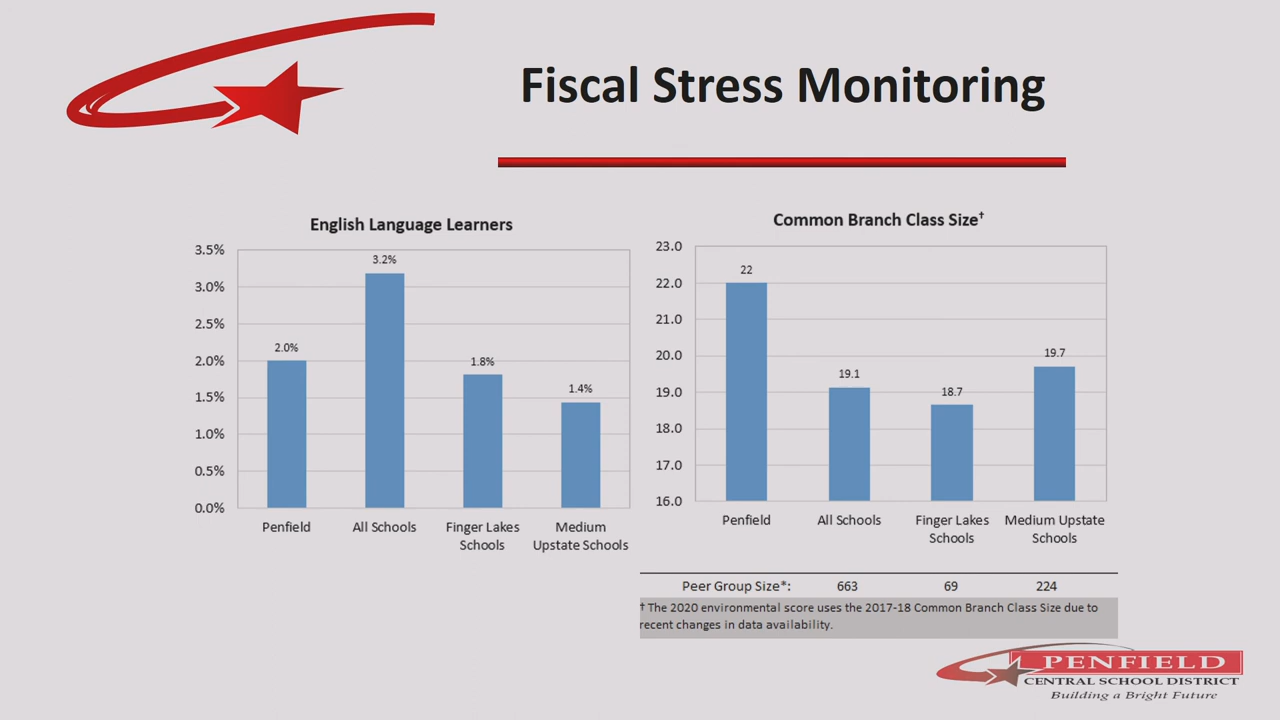 Fiscal Stress Monitoring
English Language Learners
3.5%
3.0%
2.5%
2.0%
1.5%
1.0%
0.5%
0.0%
2.0%
3.2%
1.8%
1.4%
Penfield
All Schools
Finger Lakes
Schools
Medium
Upstate Schools
Common Branch Class Size†
23.0
22.0
21.0
20.0
19.0
18.0
17.0
16.0
22
19.1
18.7
19.7
Penfield
All Schools
Finger Lakes
Schools
Medium Upstate
Schools
Peer Group Size*: 663 69 224
† The 2020 environmental score uses the 2017-18 Common Branch Class Size due to
recent changes in data availability.
PENFIELD
CENTRAL SCHOOL DISTRICT
Building a Bright Future